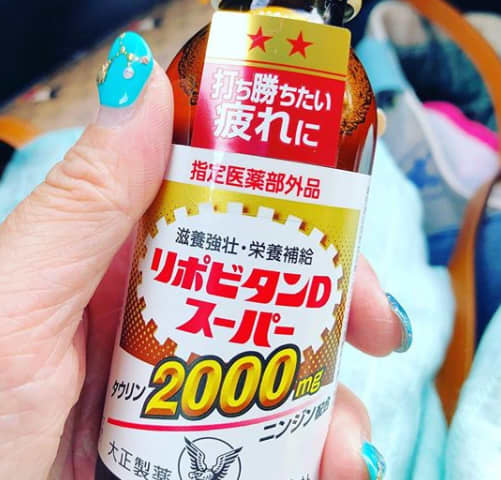 打ち勝ちたい
疲れに
指定医薬部外品
滋養強壮・栄養補給
リポビタンD
スーパー
タウリン2000mg
ニンジン配合
大正製薬